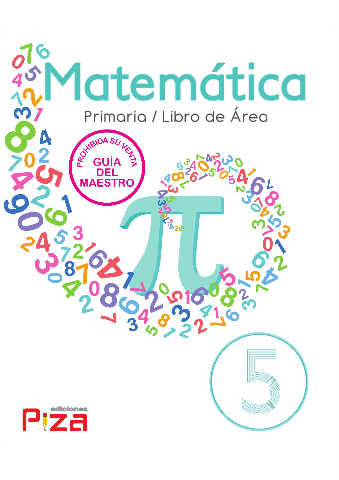 Matemática
Primaria / Libro de Área
PROHIBIDA SU VENTA
GUÍA
DEL
MAESTRO
π
5
ediciones
Piza